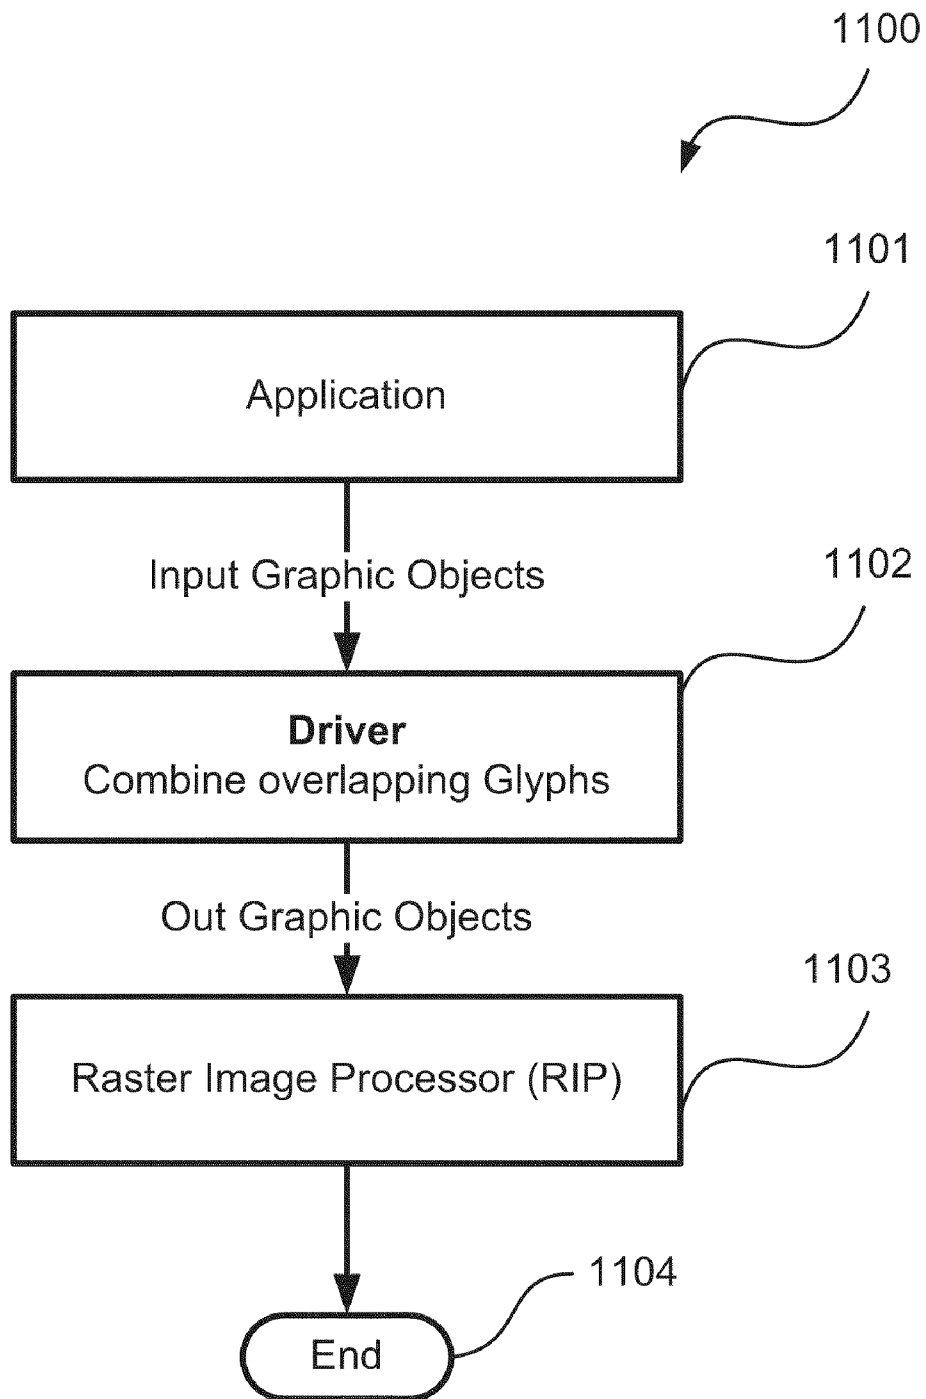 1100
1101
Application
Input Graphic Objects
1102
Driver
Combine overlapping Glyphs
Out Graphic Objects
1103
Raster Image Processor (RIP)
1104
End